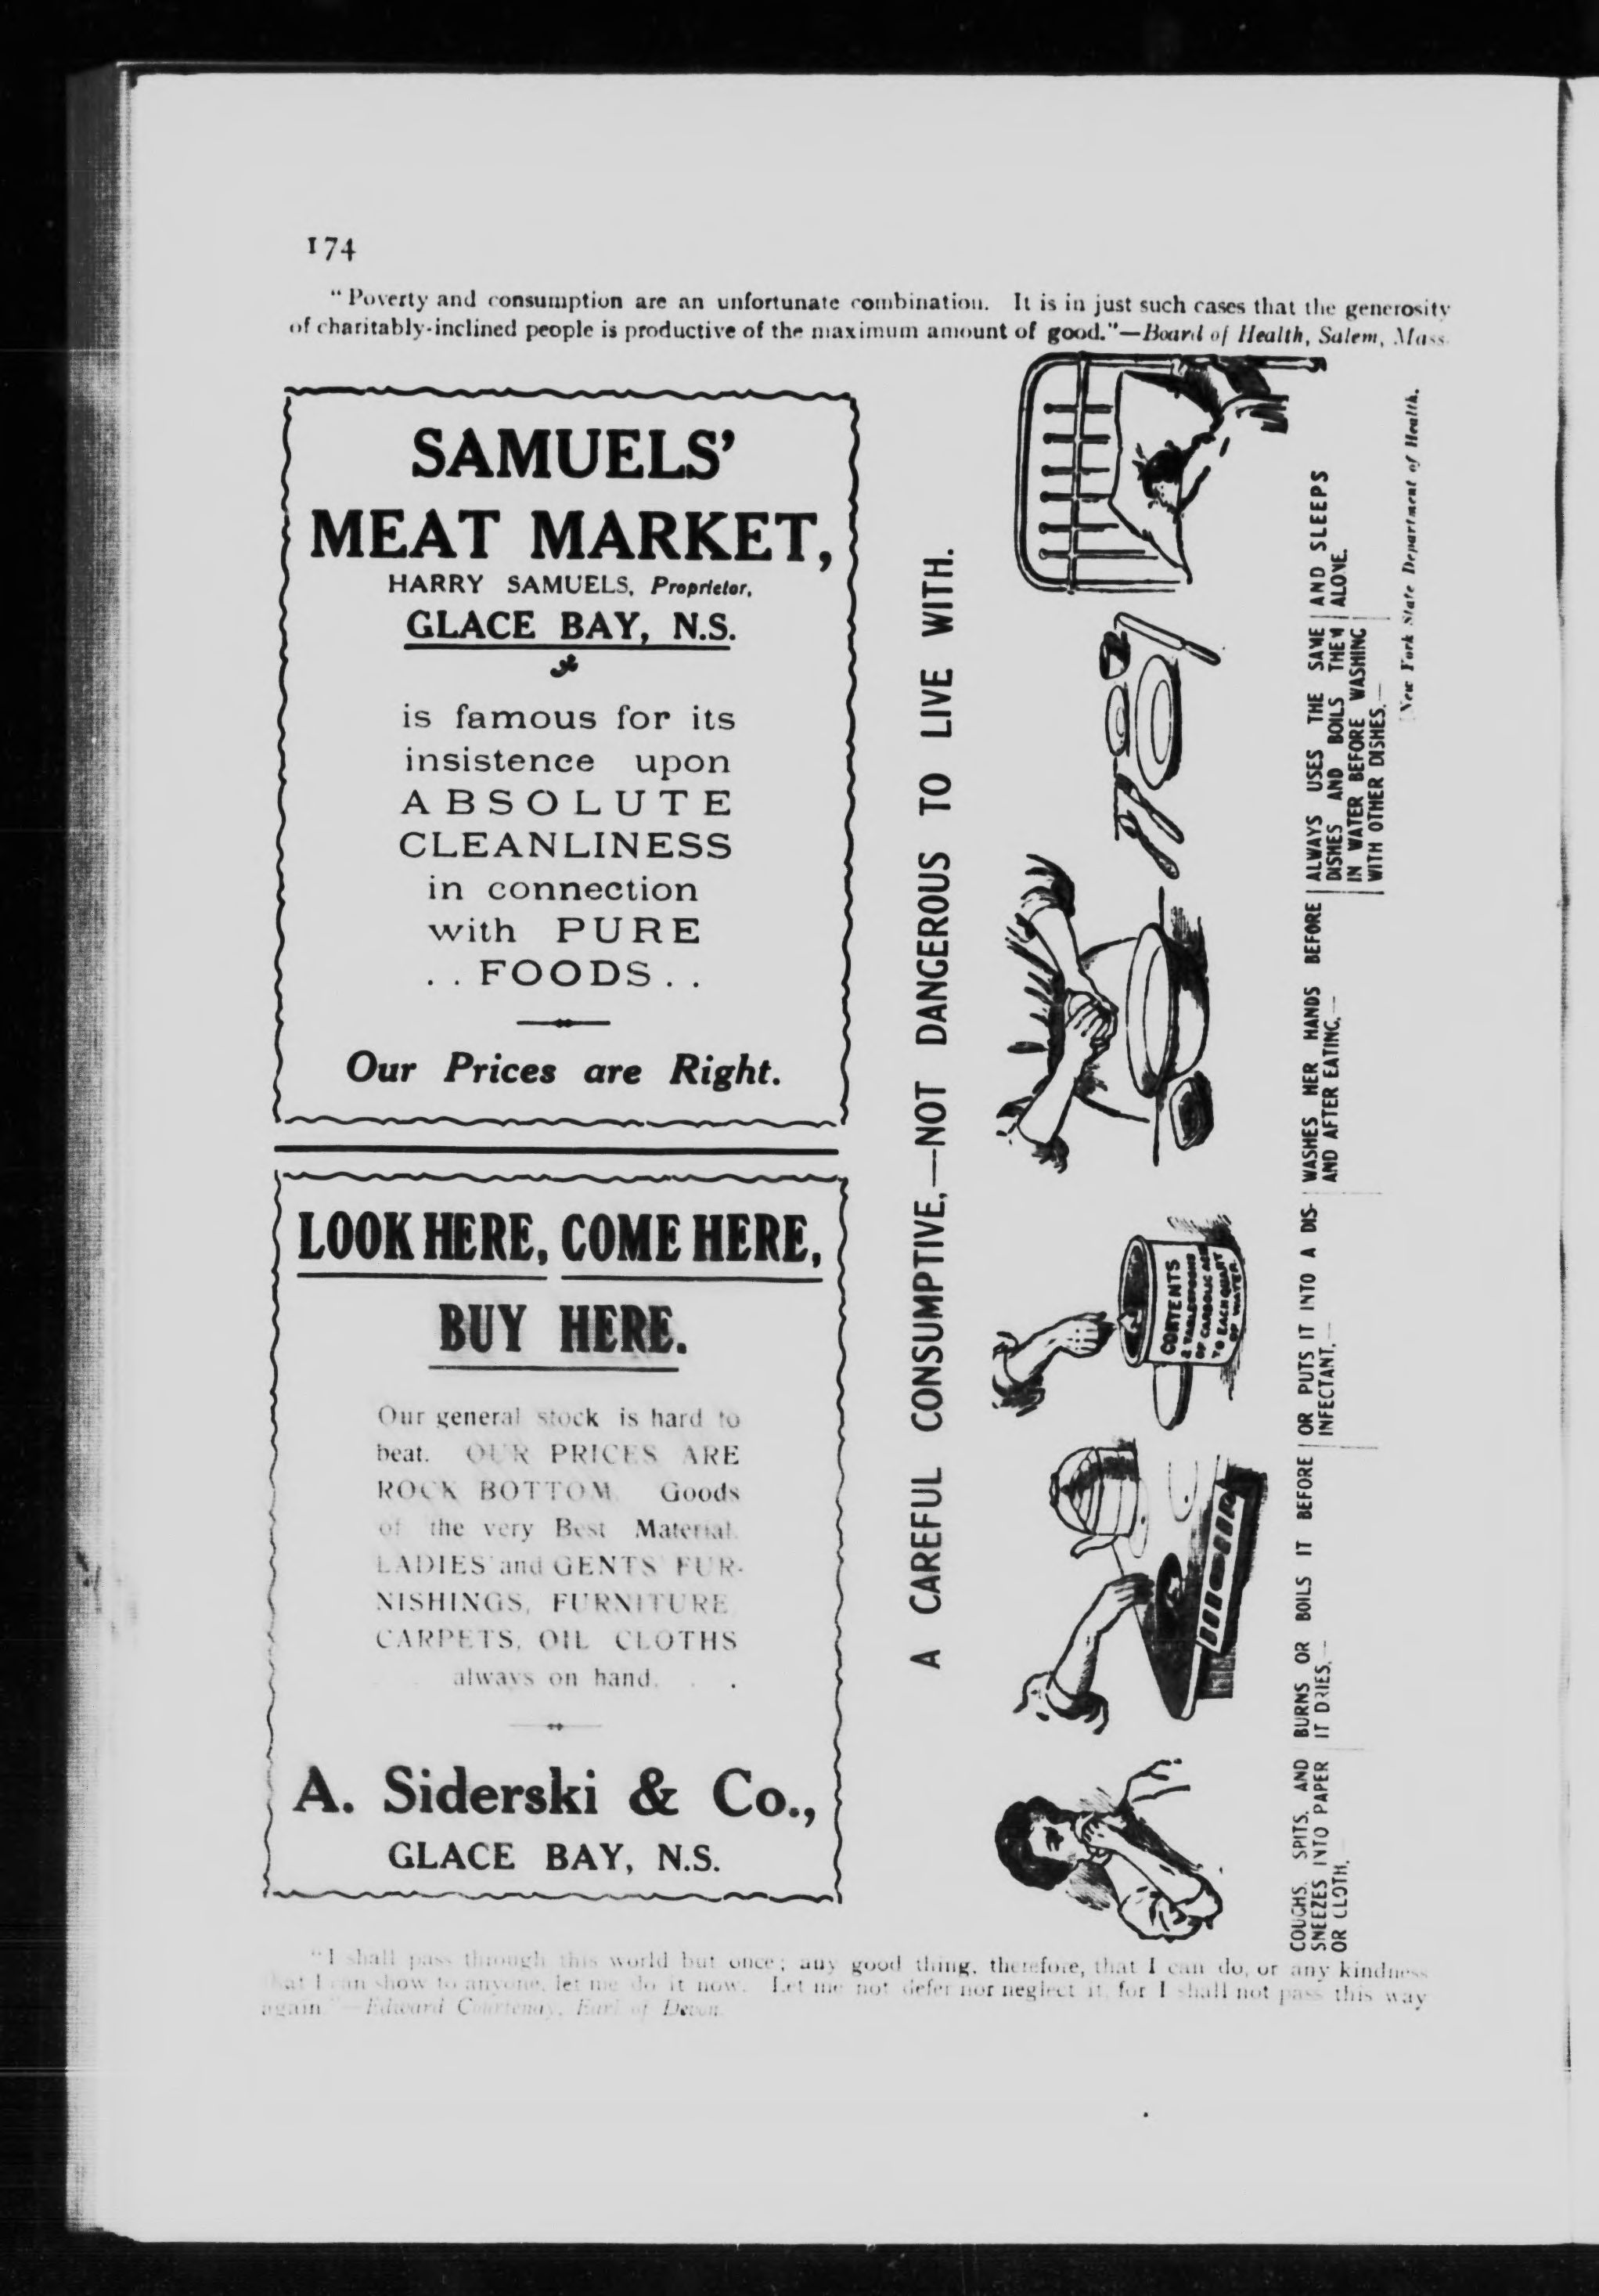 174
"Poverty and consumption are an unfortunate combination. It is in just such cases that the generosity
of charitably-inclined people is productive of the maximum amount of good."—Board of Health, Salem, Mass.
SAMUELS'
MEAT MARKET,
HARRY SAMUELS, Proprietor,
GLACE BAY, N.S.
is famous for its
insistence upon
ABSOLUTE
CLEANLINESS
in connection
with PURE
. . FOODS . .
Our Prices are Right.
LOOK HERE, COME HERE,
BUY HERE.
Our general stock is hard to
beat. OUR PRICES ARE
ROCK BOTTOM. Goods
of the very Best Material.
LADIES' and GENTS' FUR-
NISHINGS, FURNITURE
CARPETS, OIL CLOTHS
always on hand. . .
A. Siderski & Co.,
GLACE BAY, N.S.
A CAREFUL CONSUMPTIVE,—NOT DANGEROUS TO LIVE WITH.
CONTENTS
2 TABLESPOONS
OF CARBOLIC ACID
TO EACH QUART
OF WATER.
COUGHS, SPITS, AND
SNEEZES INTO PAPER
OR CLOTH.
BURNS OR BOILS IT BEFORE
IT DRIES,—
OR PUTS IT INTO A DIS-
INFECTANT,—
WASHES HER HANDS BEFORE
AND AFTER EATING,—
ALWAYS USES THE SAME
DISHES AND BOILS THEM
IN WATER BEFORE WASHING
WITH OTHER DISHES,—
AND SLEEPS
ALONE.
New York State Department of Health.
"I shall pass through this world but once; any good thing, therefore, that I can do, or any kindness
that I can show to anyone, let me do it now. Let me not defer nor neglect it, for I shall not pass this way
again."—Edward Courtenay, Earl of Devon.